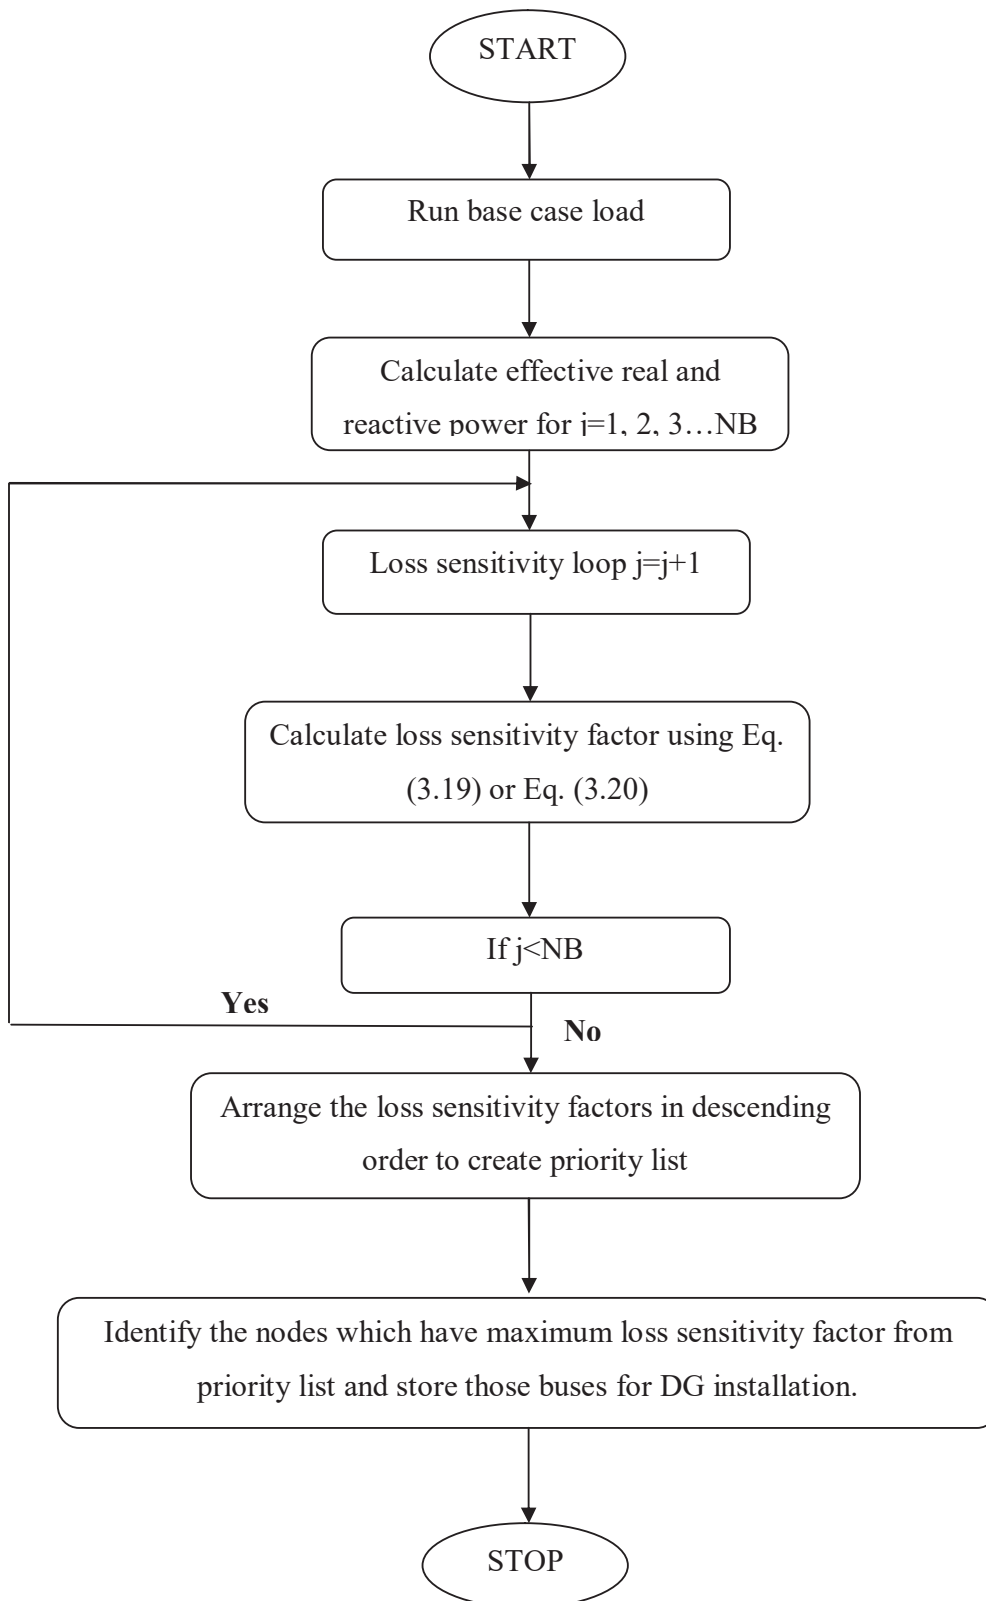 START
Run base case load
Calculate effective real and
reactive power for j=1, 2, 3…NB
Loss sensitivity loop j=j+1
Calculate loss sensitivity factor using Eq.
(3.19) or Eq. (3.20)
If j<NB
Yes
No
Arrange the loss sensitivity factors in descending
order to create priority list
Identify the nodes which have maximum loss sensitivity factor from
priority list and store those buses for DG installation.
STOP